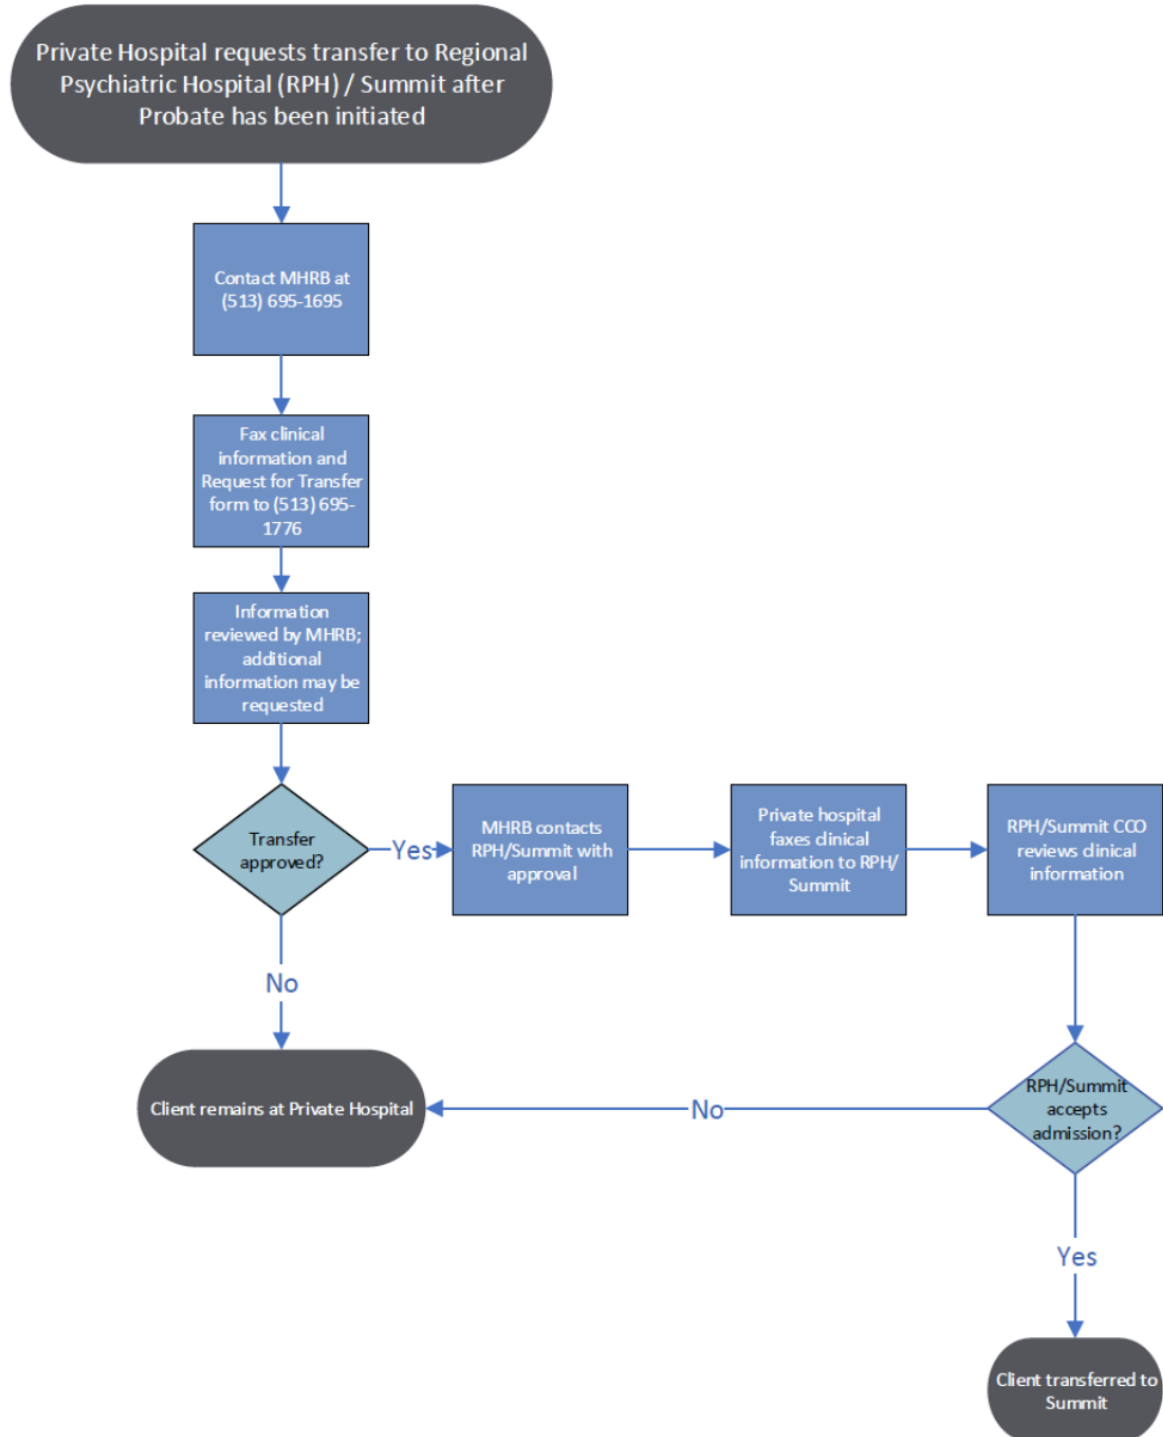 Private Hospital requests transfer to Regional
Psychiatric Hospital (RPH) / Summit after
Probate has been initiated
Contact MHRB at
(513) 695-1695
Fax clinical
information and
Request for Transfer
form to (513) 695-
1776
Information
reviewed by MHRB;
additional
information may be
requested
Transfer
approved?
Yes
MHRB contacts
RPH/Summit with
approval
Private hospital
faxes clinical
information to RPH/
Summit
RPH/Summit CCO
reviews clinical
information
No
Client remains at Private Hospital
No
RPH/Summit
accepts
admission?
Yes
Client transferred to
Summit